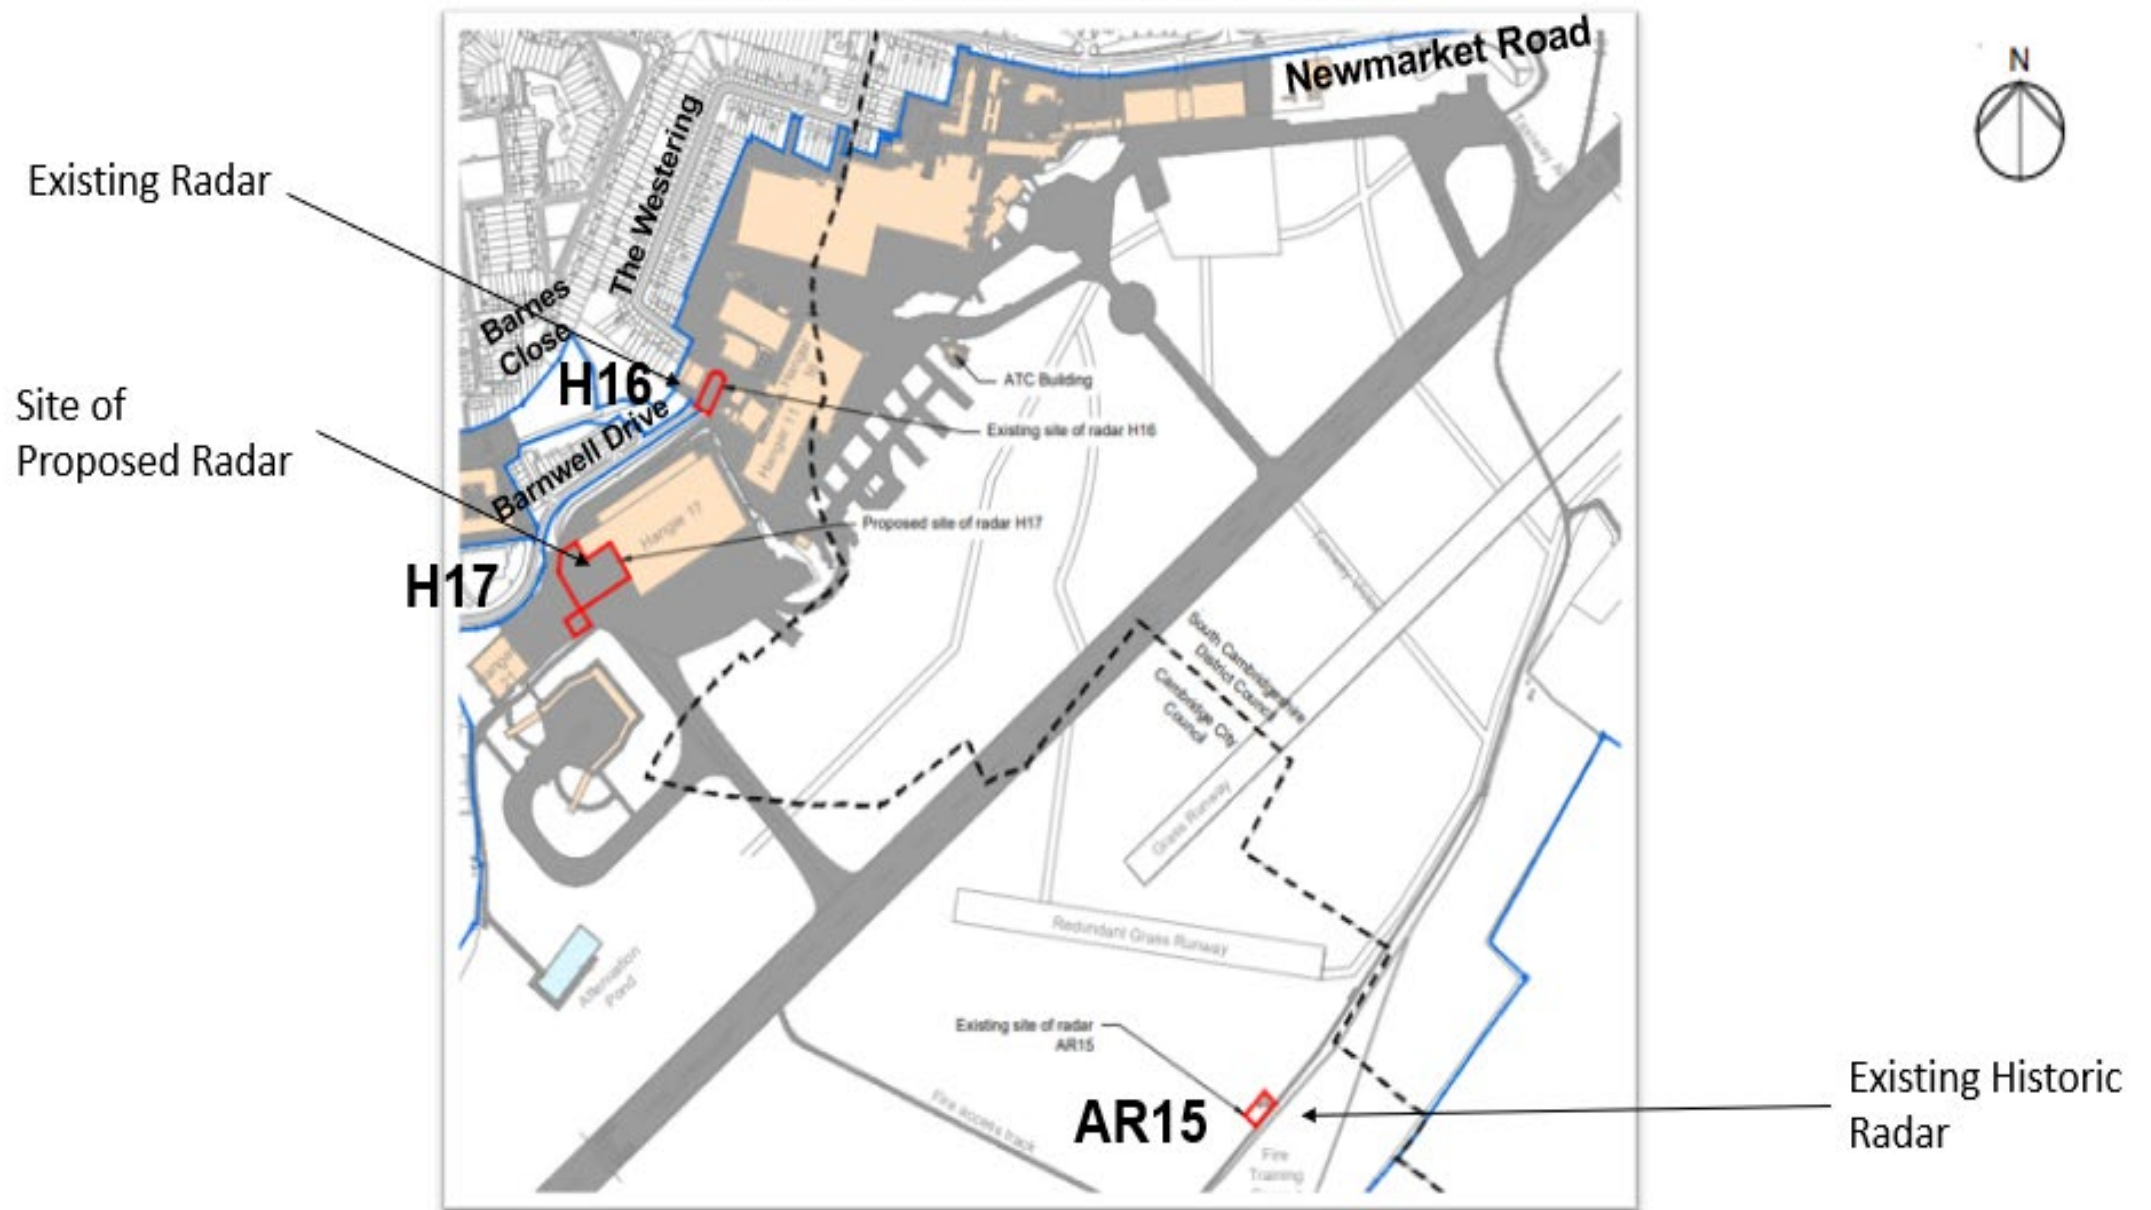 Newmarket Road
N
Existing Radar
The Westering
Barnes
Close
H16
ATC Building
Site of
Proposed Radar
Barnwell Drive
Existing site of radar H16
Proposed site of radar H17
H17
South Cambridgeshire
District Council
Cambridge City
Council
Grass Runway
Redundant Grass Runway
Attenuation
Pond
Existing site of radar
AR15
AR15
Existing Historic
Radar
Fire access track
Fire
Training